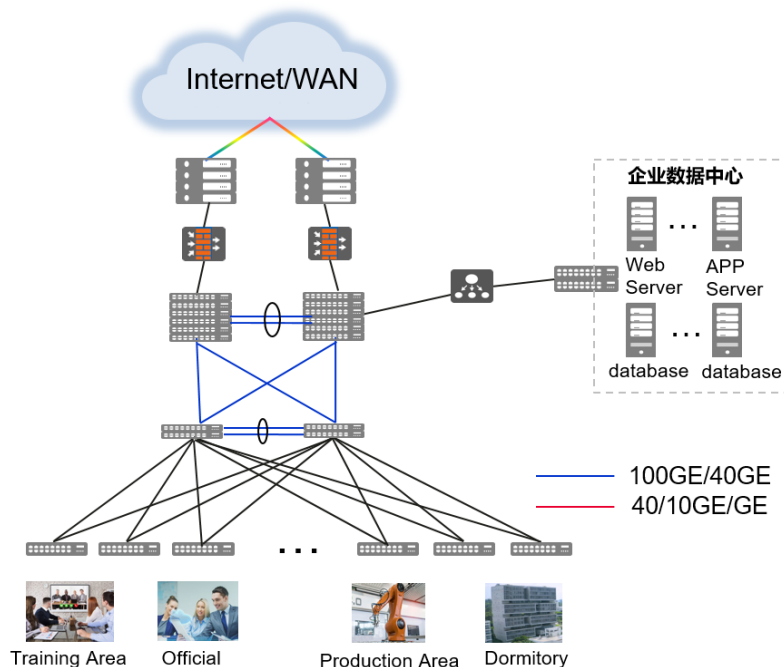 Internet/WAN
企业数据中心
...
Web
Server
APP
Server
...
database
database
100GE/40GE
40/10GE/GE
...
Training Area
Official
Production Area
Dormitory